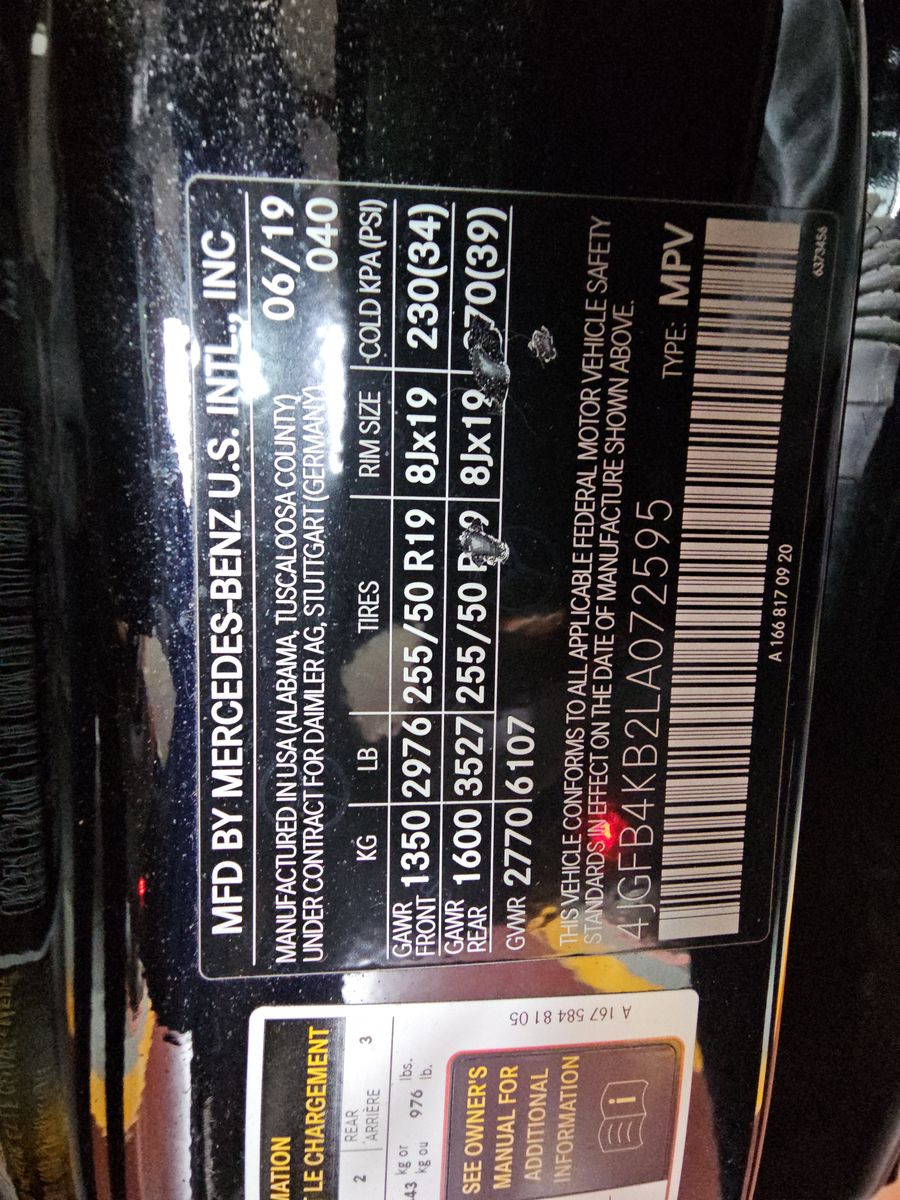 MFD BY MERCEDES-BENZ U.S. INTL., INC
MANUFACTURED IN USA (ALABAMA, TUSCALOOSA COUNTY) 06/19
UNDER CONTRACT FOR DAIMLER AG, STUTTGART (GERMANY) 040
KG LB TIRES RIM SIZE COLD KPA(PSI)
GAWR FRONT 1350 2976 255/50 R19 8Jx19 230(34)
GAWR REAR 1600 3527 255/50 8Jx19 70(39)
GVWR 2770 6107
THIS VEHICLE CONFORMS TO ALL APPLICABLE FEDERAL MOTOR VEHICLE SAFETY
STANDARDS IN EFFECT ON THE DATE OF MANUFACTURE SHOWN ABOVE.
4JGFB4KB2LA072595 TYPE: MPV
A 166 817 09 20
6373456
MATION
LE CHARGEMENT
2 REAR ARRIÈRE 3
43 kg or kg ou 976 lbs. lb.
SEE OWNER'S
MANUAL FOR
ADDITIONAL
INFORMATION
A 167 584 81 05